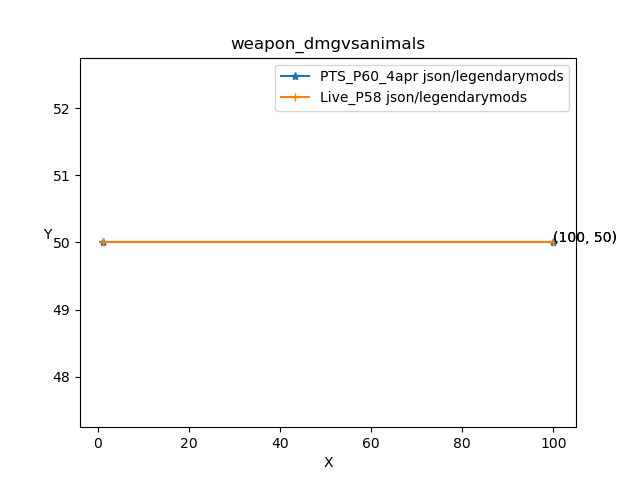 weapon_dmgvsanimals
PTS_P60_4apr json/legendarymods
Live_P58 json/legendarymods
52
51
Y
50
(100, 50)
49
48
0
20
40
60
80
100
X